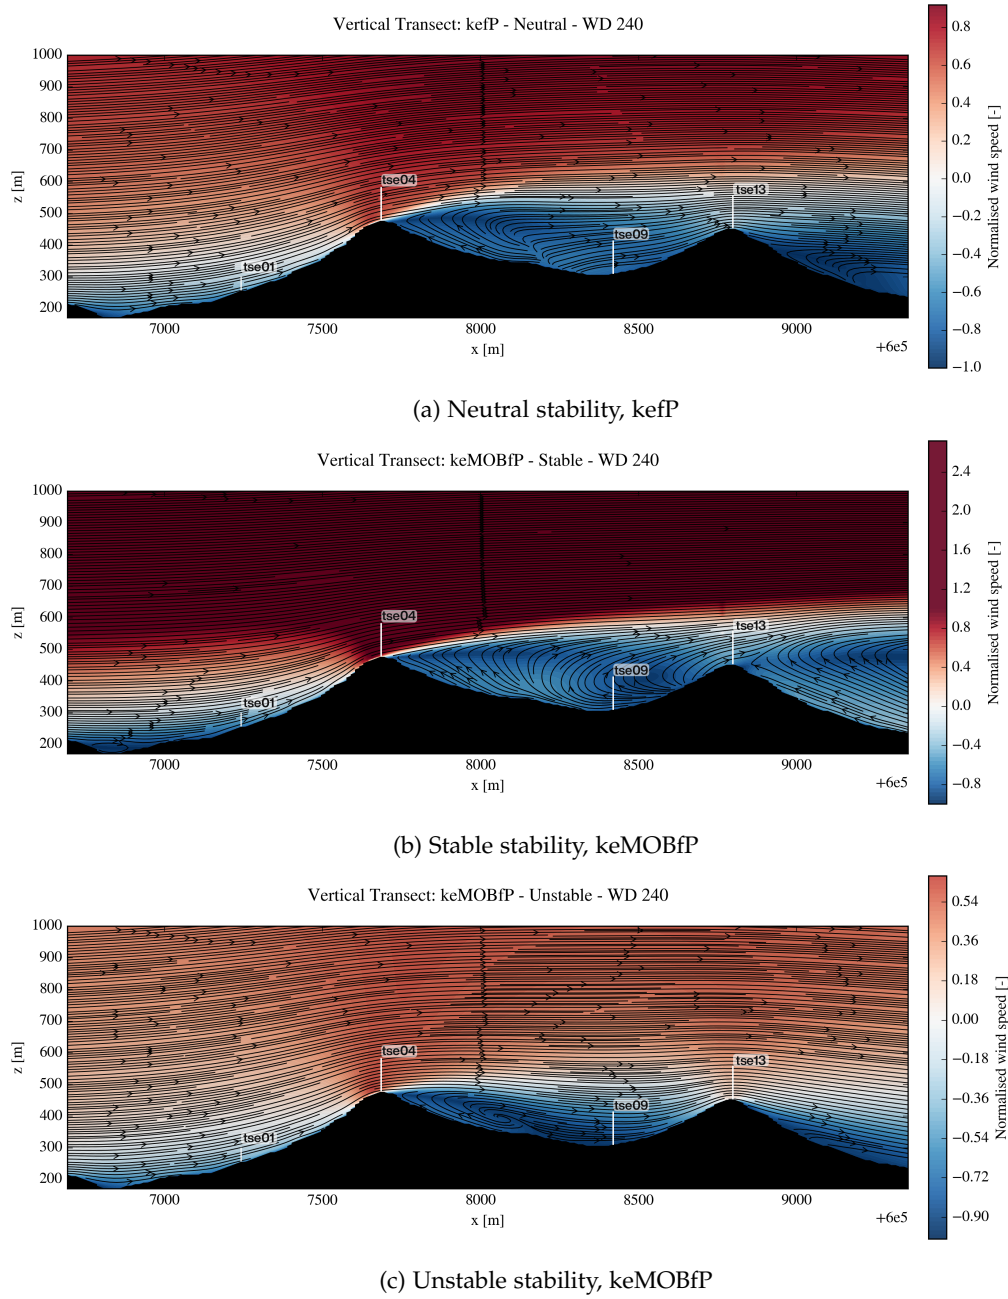 Vertical Transect: kefP - Neutral - WD 240
1000
900
800
700
600
500
400
300
200
z [m]
tse01
tse04
tse09
tse13
7000 7500 8000 8500 9000
x [m]
+6e5
0.8
0.6
0.4
0.2
0.0
−0.2
−0.4
−0.6
−0.8
−1.0
Normalised wind speed [-]
(a) Neutral stability, kefP
Vertical Transect: keMOBfP - Stable - WD 240
1000
900
800
700
600
500
400
300
200
z [m]
tse01
tse04
tse09
tse13
7000 7500 8000 8500 9000
x [m]
+6e5
2.4
2.0
1.6
1.2
0.8
0.4
0.0
−0.4
−0.8
Normalised wind speed [-]
(b) Stable stability, keMOBfP
Vertical Transect: keMOBfP - Unstable - WD 240
1000
900
800
700
600
500
400
300
200
z [m]
tse01
tse04
tse09
tse13
7000 7500 8000 8500 9000
x [m]
+6e5
0.54
0.36
0.18
0.00
−0.18
−0.36
−0.54
−0.72
−0.90
Normalised wind speed [-]
(c) Unstable stability, keMOBfP